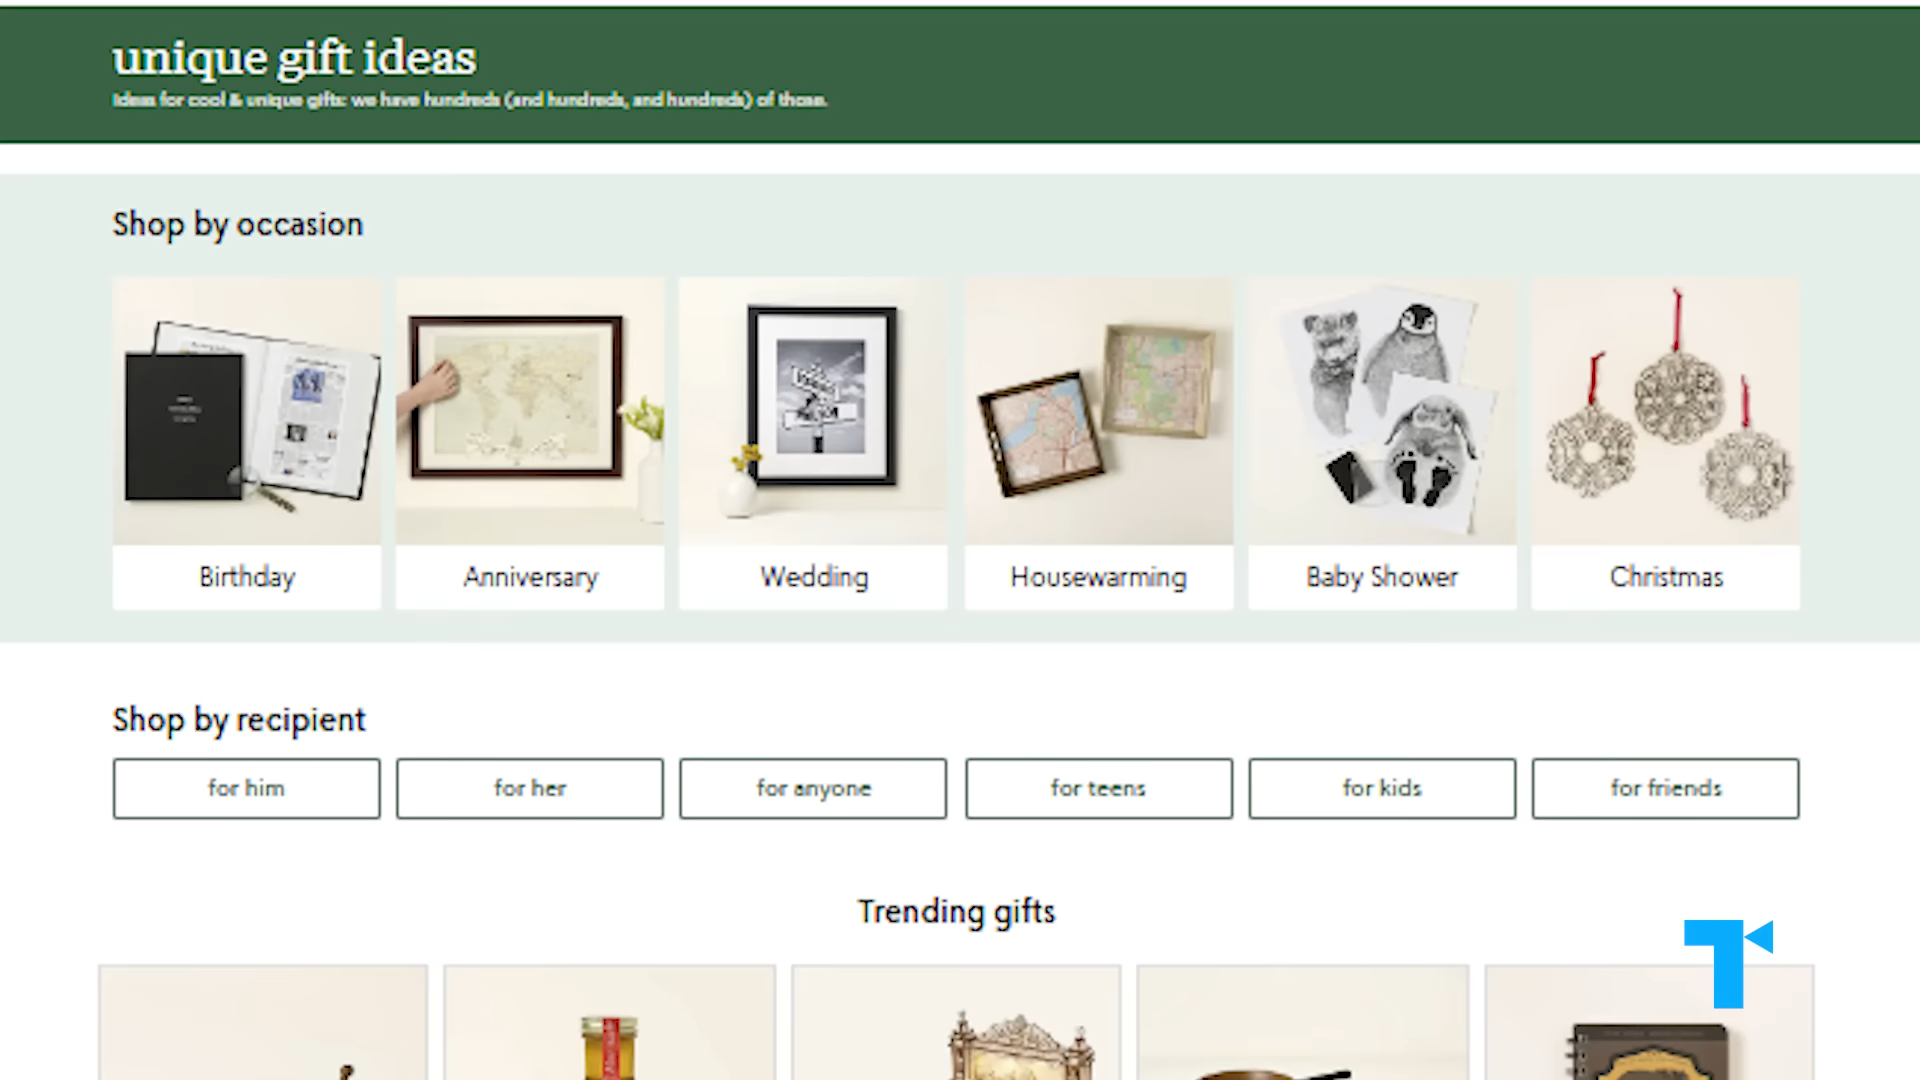 unique gift ideas
Ideas for cool & unique gifts: we have hundreds (and hundreds, and hundreds) of those.
Shop by occasion
Birthday
Anniversary
Wedding
Housewarming
Baby Shower
Christmas
Shop by recipient
for him
for her
for anyone
for teens
for kids
for friends
Trending gifts